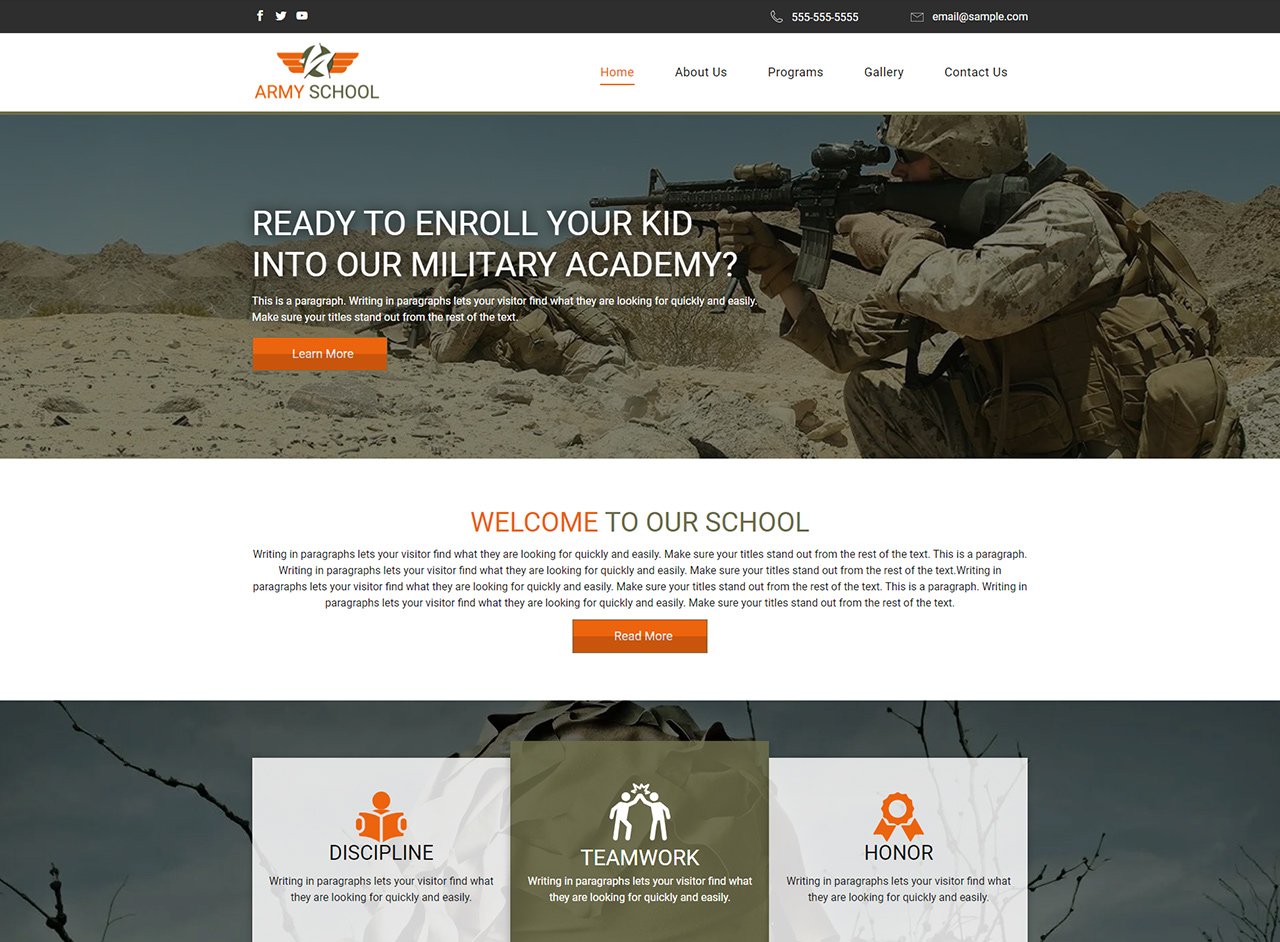 555-555-5555 email@sample.com
ARMY SCHOOL
Home About Us Programs Gallery Contact Us
READY TO ENROLL YOUR KID
INTO OUR MILITARY ACADEMY?
This is a paragraph. Writing in paragraphs lets your visitor find what they are looking for quickly and easily.
Make sure your titles stand out from the rest of the text.
Learn More
WELCOME TO OUR SCHOOL
Writing in paragraphs lets your visitor find what they are looking for quickly and easily. Make sure your titles stand out from the rest of the text. This is a paragraph.
Writing in paragraphs lets your visitor find what they are looking for quickly and easily. Make sure your titles stand out from the rest of the text.Writing in
paragraphs lets your visitor find what they are looking for quickly and easily. Make sure your titles stand out from the rest of the text. This is a paragraph. Writing in
paragraphs lets your visitor find what they are looking for quickly and easily. Make sure your titles stand out from the rest of the text.
Read More
DISCIPLINE
Writing in paragraphs lets your visitor find what
they are looking for quickly and easily.
TEAMWORK
Writing in paragraphs lets your visitor find what
they are looking for quickly and easily.
HONOR
Writing in paragraphs lets your visitor find what
they are looking for quickly and easily.